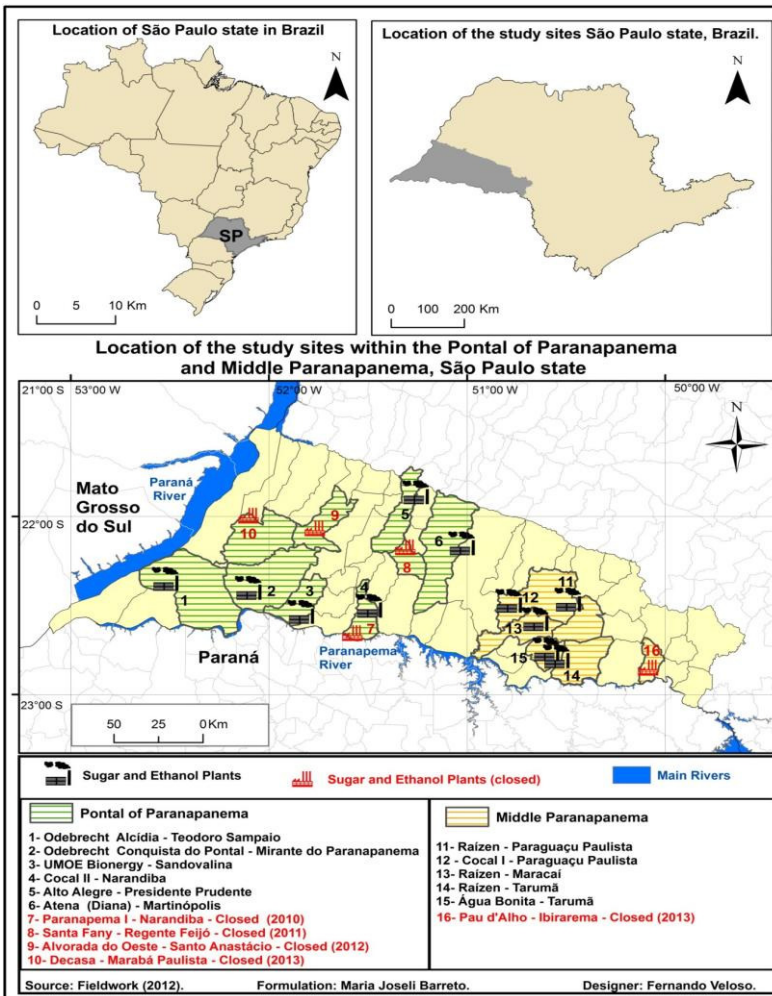 Location of São Paulo state in Brazil
N
SP
0 5 10 Km
Location of the study sites São Paulo state, Brazil.
N
0 100 200 Km
Location of the study sites within the Pontal of Paranapanema
and Middle Paranapanema, São Paulo state
21°00 S 53°00 W 52°00 W 51°00 W 50°00 W
N
Mato
Grosso
do Sul
Paraná
River
22°00 S
10
9
5
8
6
1
2
3
4
7
11
12
13
15
14
16
Paraná
Paranapema
River
23°00 S
50 25 0Km
Sugar and Ethanol Plants
Sugar and Ethanol Plants (closed)
Main Rivers
Pontal of Paranapanema
1- Odebrecht Alcídia - Teodoro Sampaio
2- Odebrecht Conquista do Pontal - Mirante do Paranapanema
3- UMOE Bionergy - Sandovalina
4- Cocal II - Narandiba
5- Alto Alegre - Presidente Prudente
6- Atena (Diana) - Martinópolis
7- Paranapema I - Narandiba - Closed (2010)
8- Santa Fany - Regente Feijó - Closed (2011)
9- Alvorada do Oeste - Santo Anastácio - Closed (2012)
10- Decasa - Marabá Paulista - Closed (2013)
Middle Paranapanema
11- Raízen - Paraguaçu Paulista
12 - Cocal I - Paraguaçu Paulista
13- Raízen - Maracaí
14- Raízen - Tarumã
15- Água Bonita - Tarumã
16- Pau d'Alho - Ibirarema - Closed (2013)
Source: Fieldwork (2012). Formulation: Maria Joseli Barreto. Designer: Fernando Veloso.